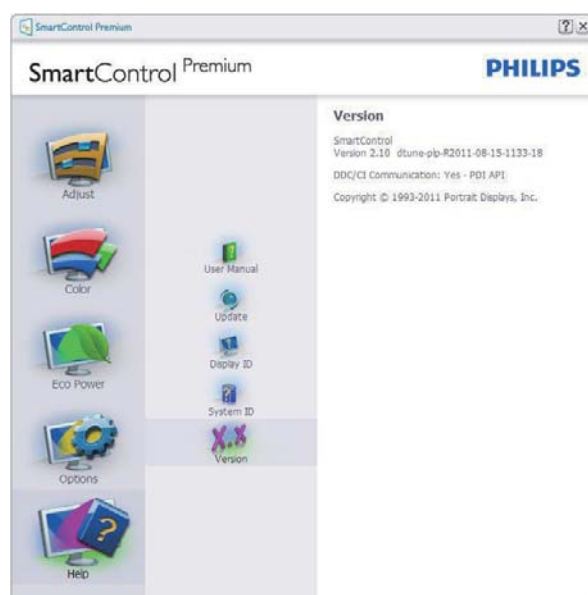 SmartControl Premium
SmartControl Premium
PHILIPS
Adjust
Color
Eco Power
Options
Help
User Manual
Update
Display ID
System ID
X.X
Version
Version
SmartControl
Version 2.10 dtune-plp-R2011-08-15-1133-18
DDC/CI Communication: Yes - PDI API
Copyright © 1993-2011 Portrait Displays, Inc.